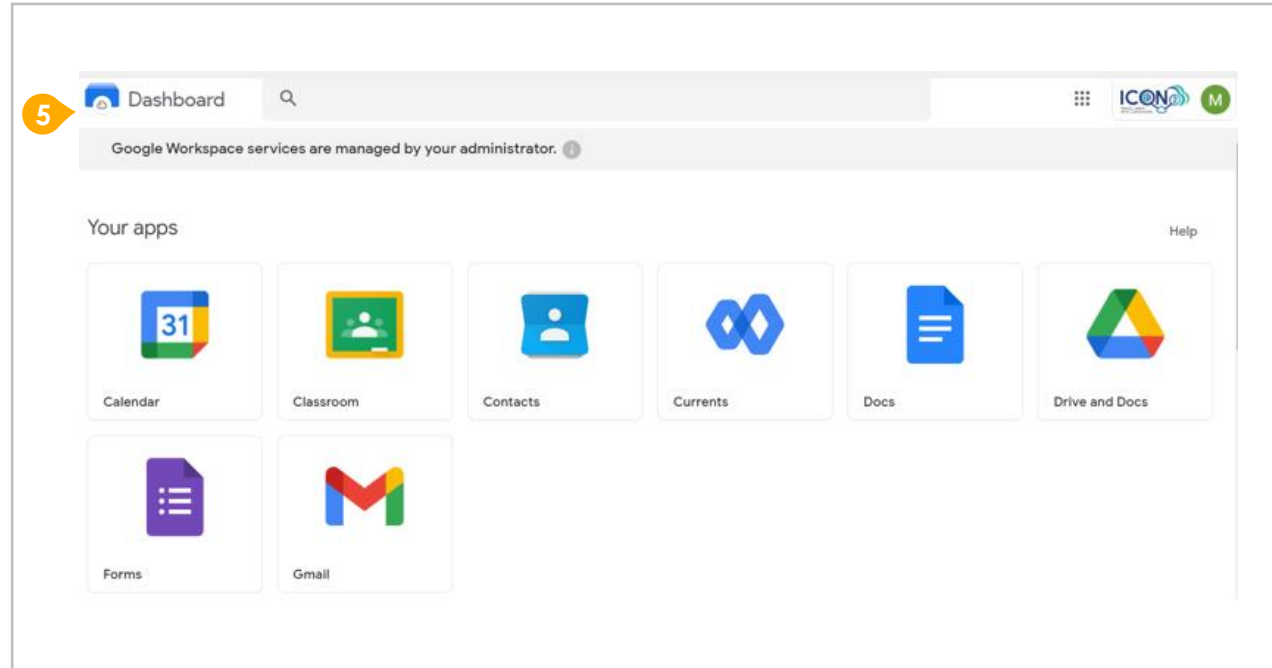 5
Dashboard
ICON
M
Google Workspace services are managed by your administrator.
Your apps
Help
31
Calendar
Classroom
Contacts
Currents
Docs
Drive and Docs
Forms
Gmail